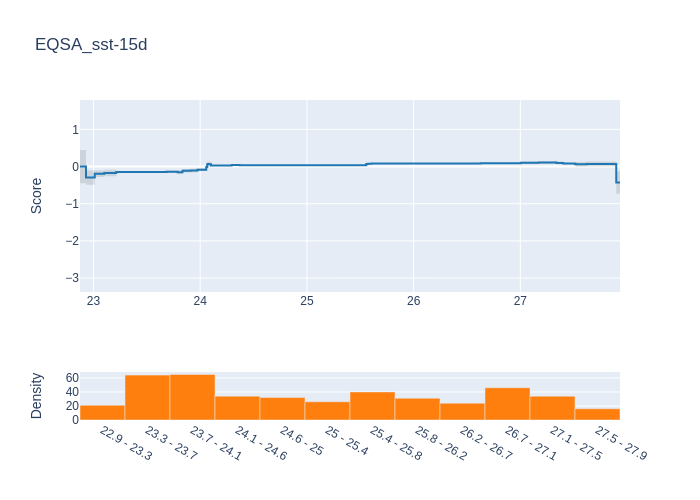 EQSA_sst-15d
Score
1
0
−1
−2
−3
23
24
25
26
27
Density
60
40
20
0
22.9 - 23.3
23.3 - 23.7
23.7 - 24.1
24.1 - 24.6
24.6 - 25
25 - 25.4
25.4 - 25.8
25.8 - 26.2
26.2 - 26.7
26.7 - 27.1
27.1 - 27.5
27.5 - 27.9